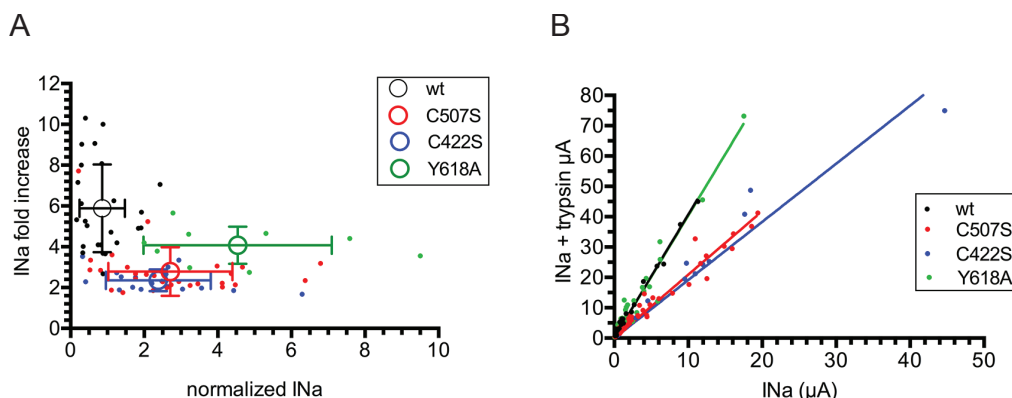 A
INa fold increase
12
10
8
6
4
2
0
0 2 4 6 8 10
normalized INa
wt
C507S
C422S
Y618A
B
INa + trypsin µA
80
70
60
50
40
30
20
10
0
0 10 20 30 40 50
INa (µA)
wt
C507S
C422S
Y618A